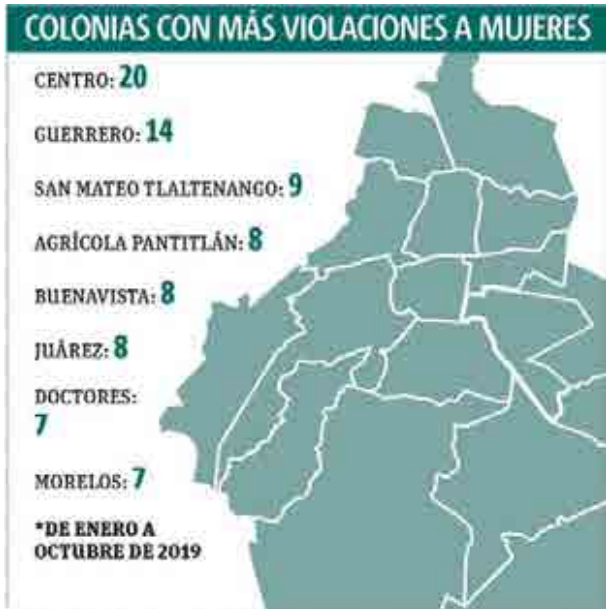 COLONIAS CON MÁS VIOLACIONES A MUJERES
CENTRO: 20
GUERRERO: 14
SAN MATEO TLALTENANGO: 9
AGRÍCOLA PANTITLÁN: 8
BUENAVISTA: 8
JUÁREZ: 8
DOCTORES:
7
MORELOS: 7
*DE ENERO A
OCTUBRE DE 2019